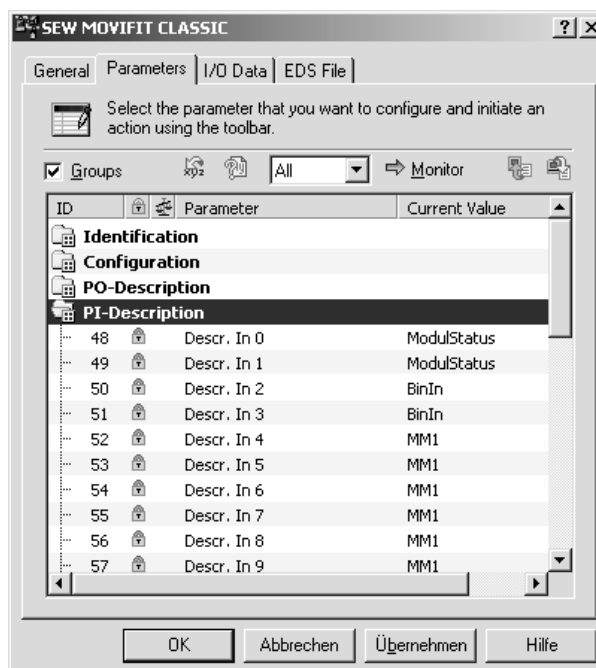 SEW MOVIFIT CLASSIC
General Parameters I/O Data EDS File
Select the parameter that you want to configure and initiate an
action using the toolbar.
Groups All Monitor
ID Parameter Current Value
Identification
Configuration
PO-Description
PI-Description
48 Descr. In 0 ModulStatus
49 Descr. In 1 ModulStatus
50 Descr. In 2 BinIn
51 Descr. In 3 BinIn
52 Descr. In 4 MM1
53 Descr. In 5 MM1
54 Descr. In 6 MM1
55 Descr. In 7 MM1
56 Descr. In 8 MM1
57 Descr. In 9 MM1
OK Abbrechen Übernehmen Hilfe